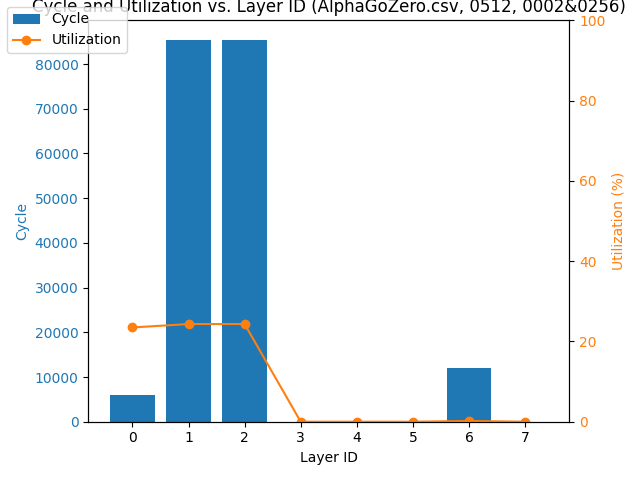 Cycle and Utilization vs. Layer ID (AlphaGoZero.csv, 0512, 0002&0256)
Cycle
Utilization
100
80
60
40
20
0
80000
70000
60000
50000
40000
30000
20000
10000
0
Cycle
Utilization (%)
0 1 2 3 4 5 6 7
Layer ID